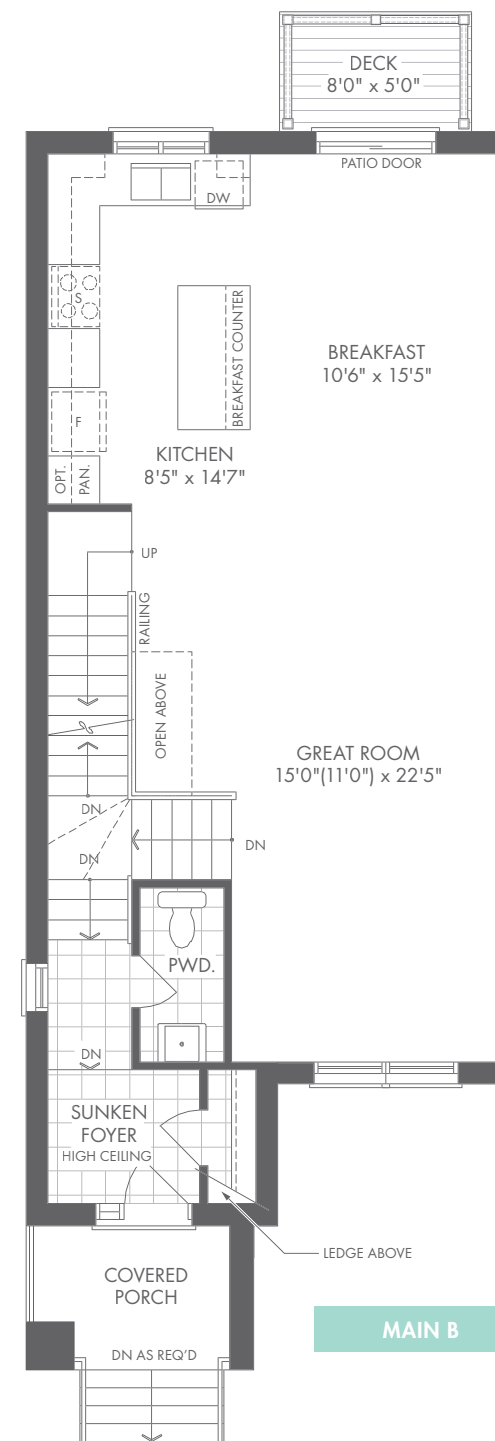 DECK
8'0" x 5'0"
PATIO DOOR
DW
S
BREAKFAST COUNTER
BREAKFAST
10'6" x 15'5"
F
KITCHEN
8'5" x 14'7"
OPT.
PAN.
UP
RAILING
OPEN ABOVE
GREAT ROOM
15'0"(11'0") x 22'5"
DN
DN
DN
PWD.
DN
SUNKEN
FOYER
HIGH CEILING
LEDGE ABOVE
COVERED
PORCH
MAIN B
DN AS REQ'D